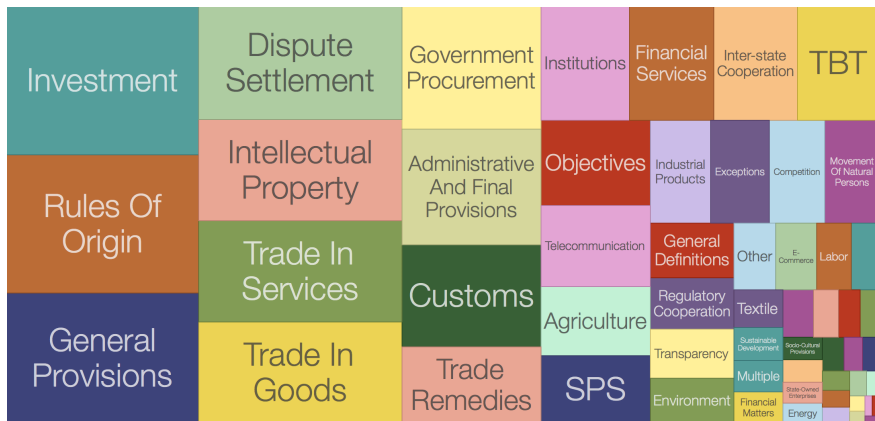 Investment
Rules Of
Origin
General
Provisions
Dispute
Settlement
Intellectual
Property
Trade In
Services
Trade In
Goods
Government
Procurement
Administrative
And Final
Provisions
Customs
Trade
Remedies
Institutions
Financial
Services
Inter-state
Cooperation
TBT
Objectives
Telecommunication
Agriculture
SPS
Industrial
Products
Exceptions
Competition
Movement
Of Natural
Persons
General
Definitions
Other
E-
Commerce
Labor
Regulatory
Cooperation
Textile
Transparency
Environment
Sustainable
Development
Multiple
Financial
Matters
Socio-Cultural
Provisions
State-Owned
Enterprises
Energy